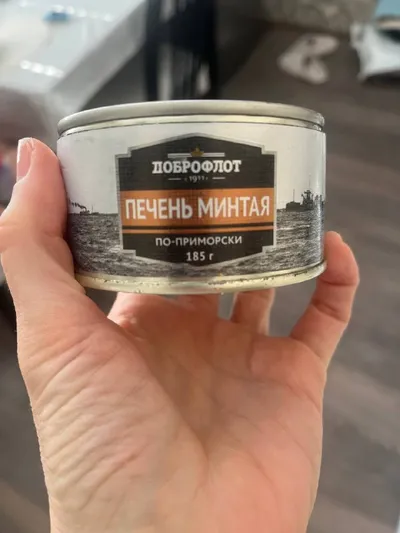 ДОБРОФЛОТ
1911
ПЕЧЕНЬ МИНТАЯ
ПО-ПРИМОРСКИ
185 г